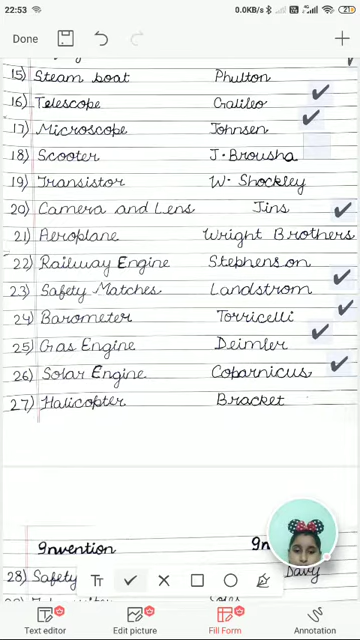 22:53
0.0KB/s
21
Done
15) Steam boat Phulton
16) Telescope Galileo
17) Microscope Johnsen
18) Scooter J. Brousha
19) Transistor W. Shockley
20) Camera and Lens Jins
21) Aeroplane Wright Brothers
22) Railway Engine Stephenson
23) Safety Matches Landstrom
24) Barometer Torricelli
25) Gas Engine Deimler
26) Solar Engine Coparnicus
27) Halicopter Bracket
Invention In
28) Safety Davy
Text editor Edit picture Fill Form Annotation